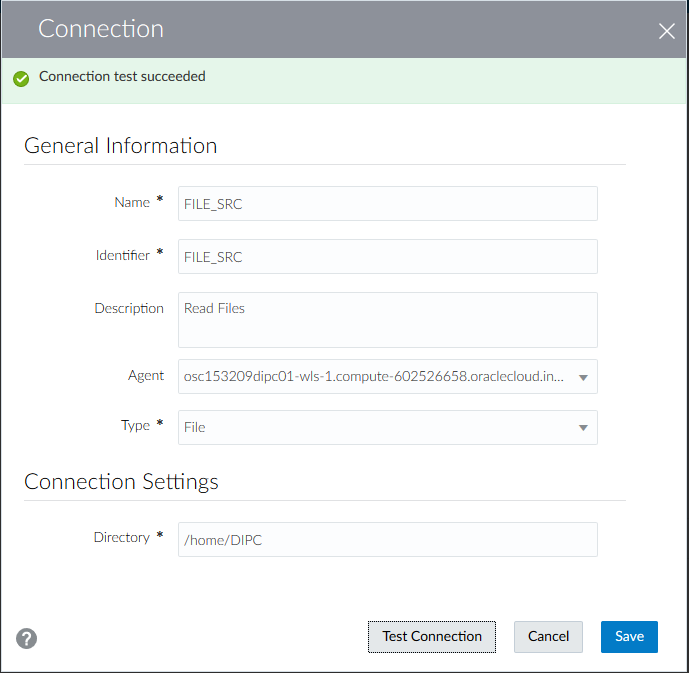 Connection
Connection test succeeded
General Information
Name *
FILE_SRC
Identifier *
FILE_SRC
Description
Read Files
Agent
osc153209dipc01-wls-1.compute-602526658.oraclecloud.in...
Type *
File
Connection Settings
Directory *
/home/DIPC
?
Test Connection
Cancel
Save